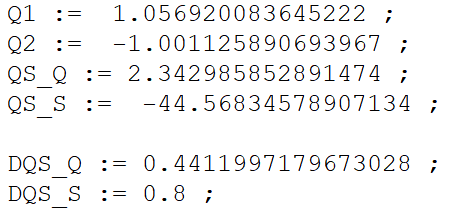 Q1 :=  1.056920083645222 ;
Q2 :=  -1.001125890693967 ;
QS_Q := 2.342985852891474 ;
QS_S :=  -44.56834578907134 ;

DQS_Q := 0.4411997179673028 ;
DQS_S := 0.8 ;